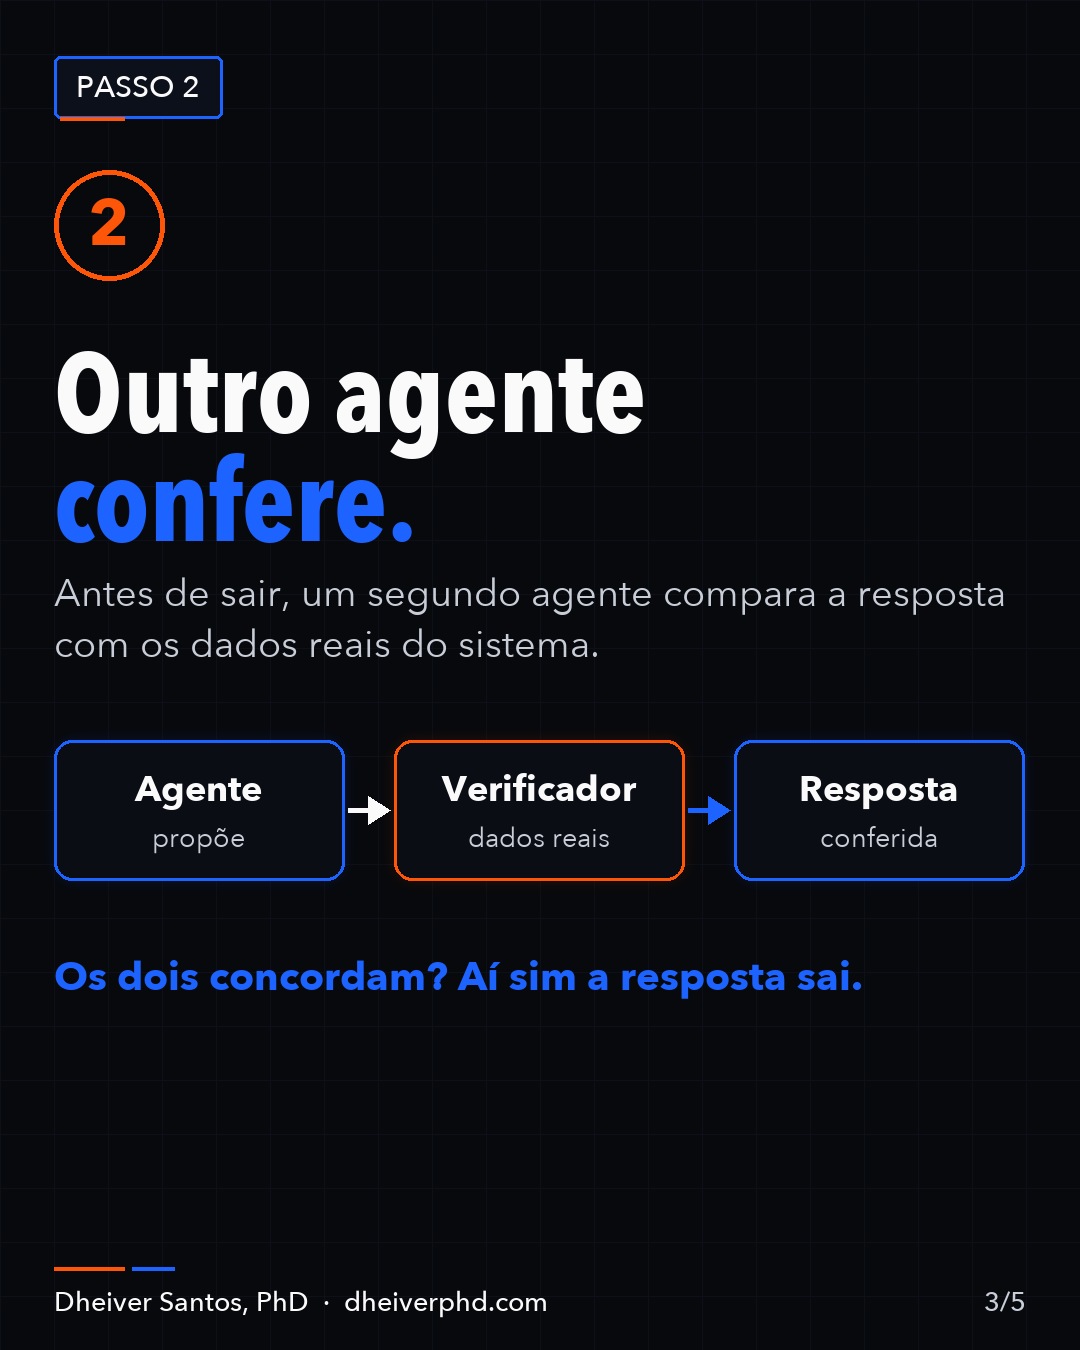 PASSO 2
2
Outro agente
confere.
Antes de sair, um segundo agente compara a resposta
com os dados reais do sistema.
Agente
propõe
Verificador
dados reais
Resposta
conferida
Os dois concordam? Aí sim a resposta sai.
Dheiver Santos, PhD · dheiverphd.com
3/5